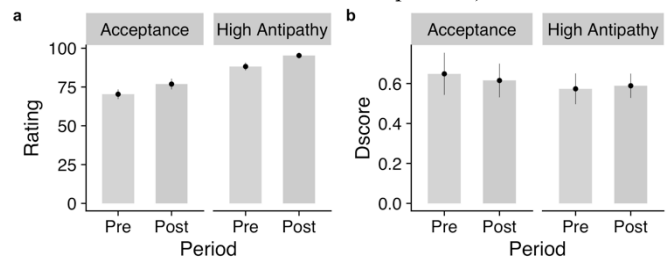 a
Acceptance High Antipathy
100
75
50
25
0
Rating
Pre Post Pre Post
Period
b
Acceptance High Antipathy
0.6
0.4
0.2
0.0
Dscore
Pre Post Pre Post
Period